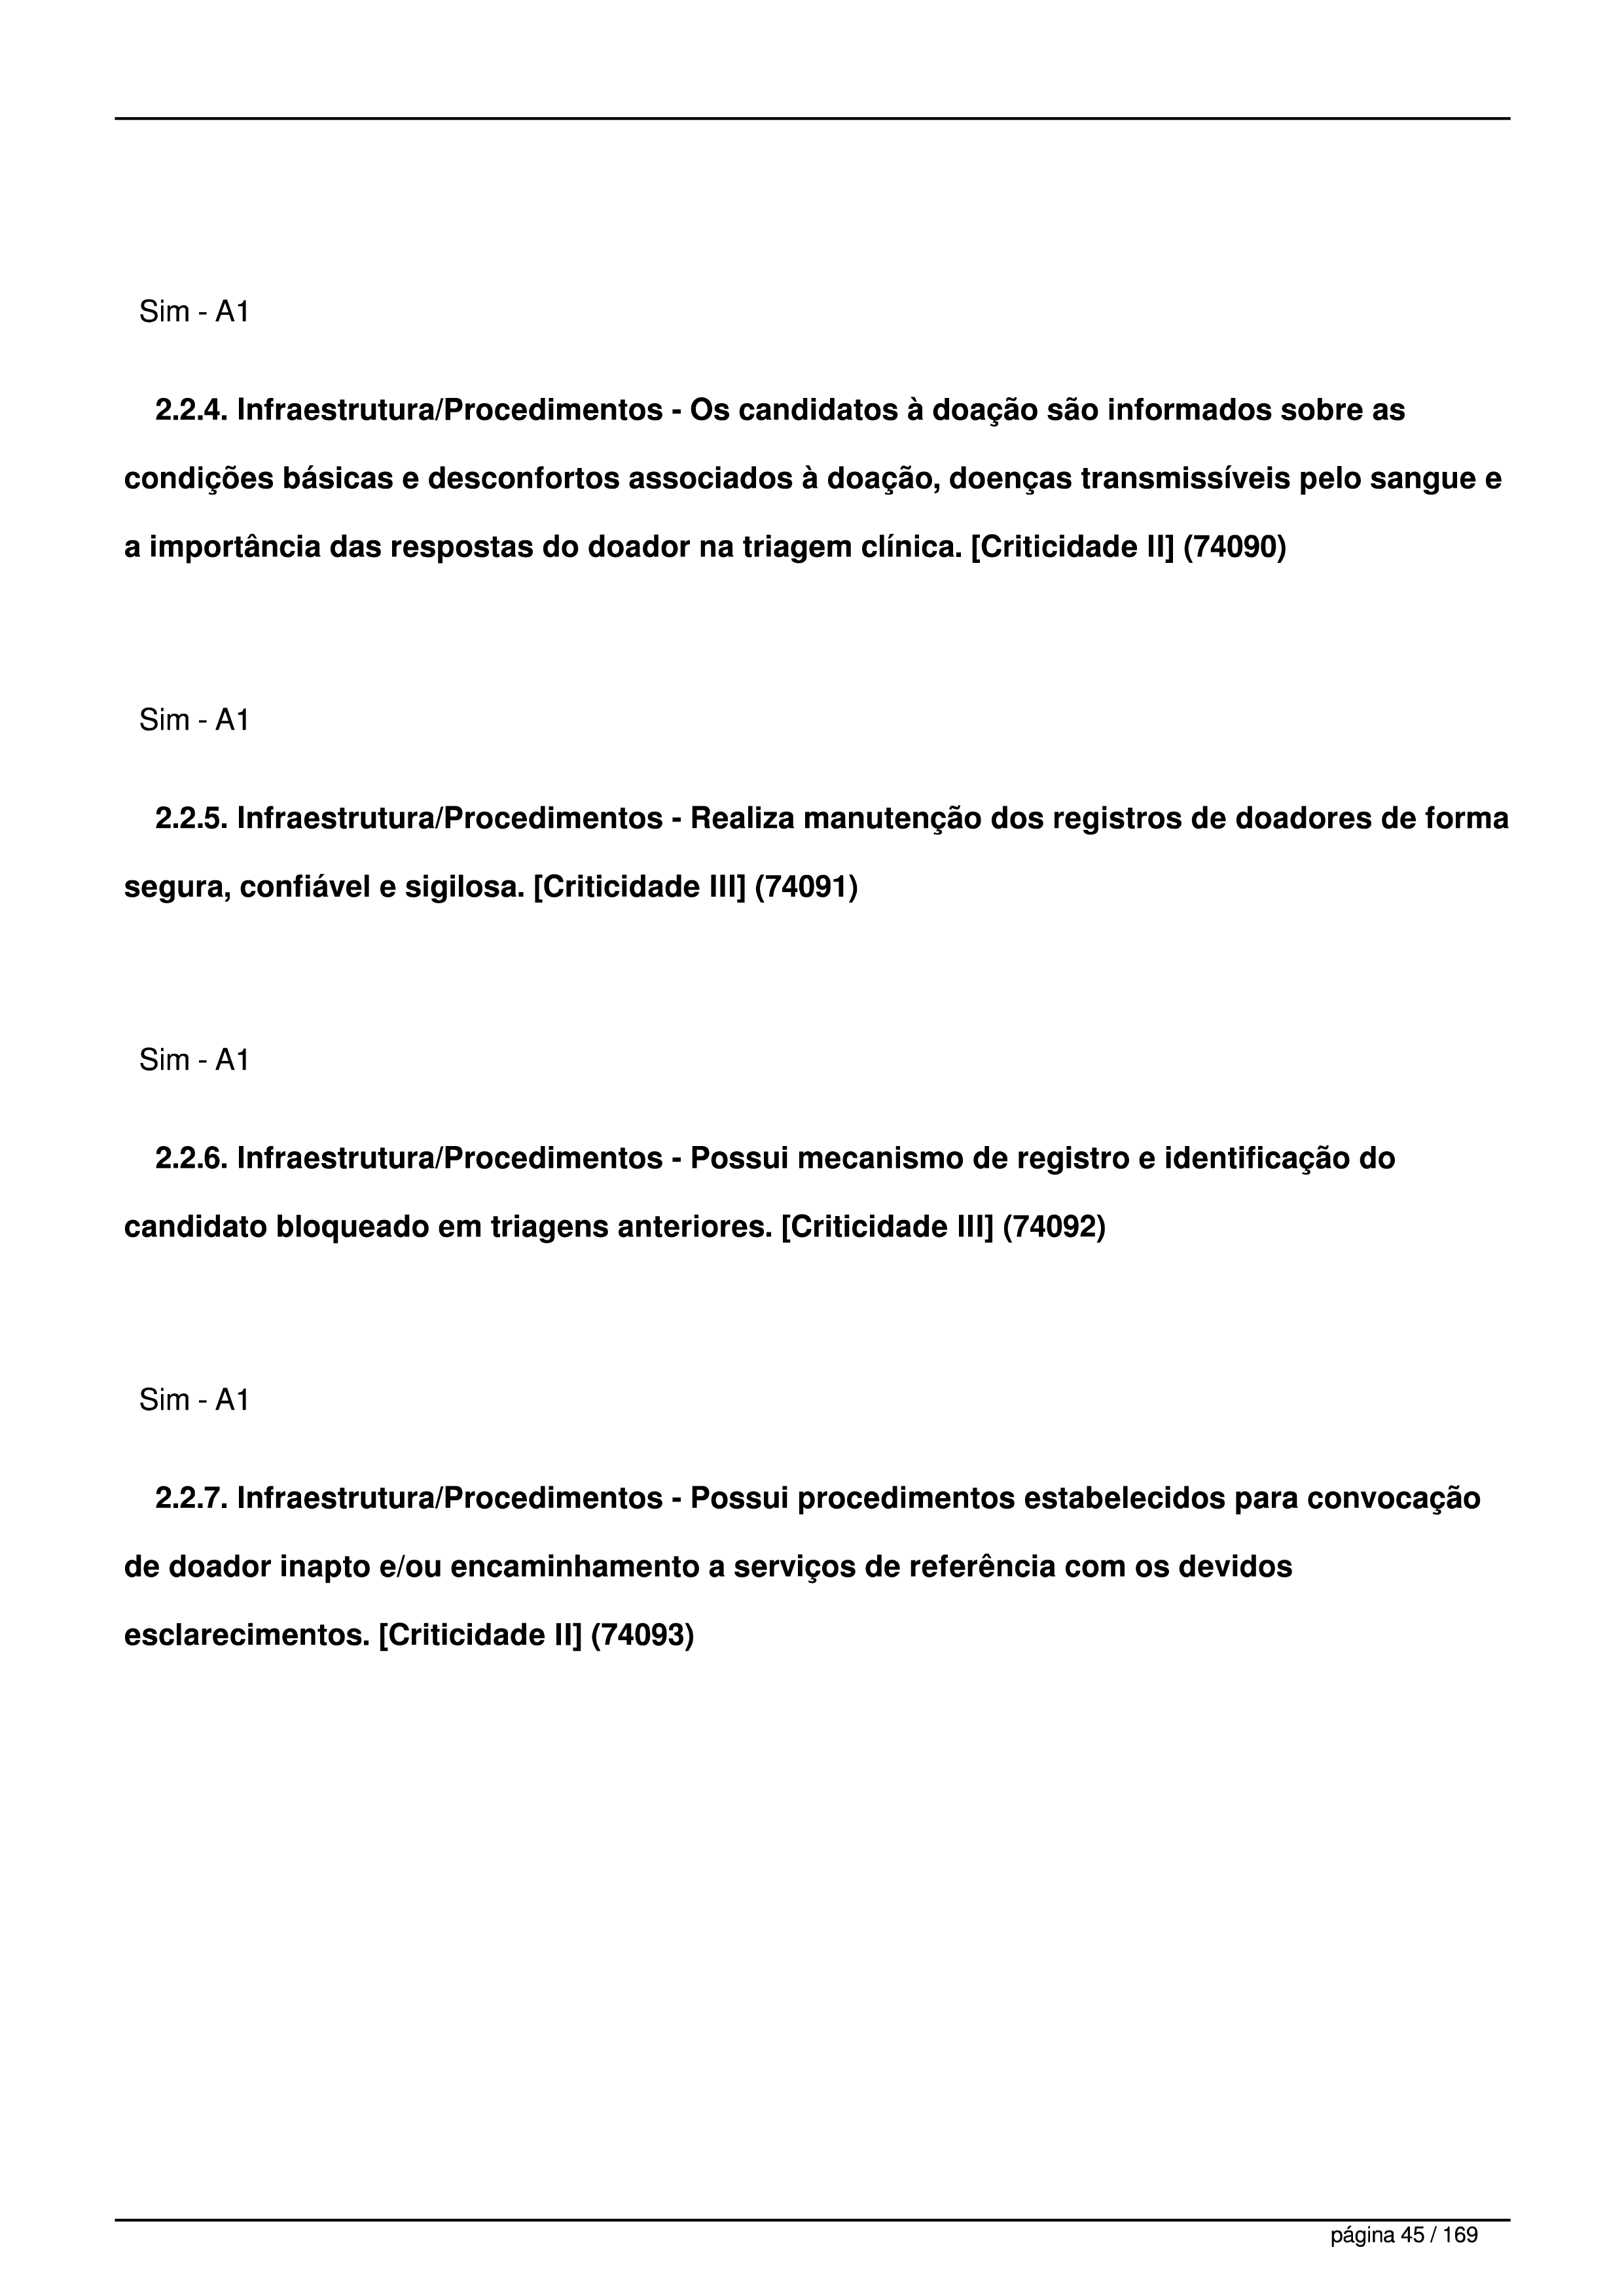 Sim - A1
2.2.4. Infraestrutura/Procedimentos - Os candidatos à doação são informados sobre as
condições básicas e desconfortos associados à doação, doenças transmissíveis pelo sangue e
a importância das respostas do doador na triagem clínica. [Criticidade II] (74090)
Sim - A1
2.2.5. Infraestrutura/Procedimentos - Realiza manutenção dos registros de doadores de forma
segura, confiável e sigilosa. [Criticidade III] (74091)
Sim - A1
2.2.6. Infraestrutura/Procedimentos - Possui mecanismo de registro e identificação do
candidato bloqueado em triagens anteriores. [Criticidade III] (74092)
Sim - A1
2.2.7. Infraestrutura/Procedimentos - Possui procedimentos estabelecidos para convocação
de doador inapto e/ou encaminhamento a serviços de referência com os devidos
esclarecimentos. [Criticidade II] (74093)
página 45 / 169